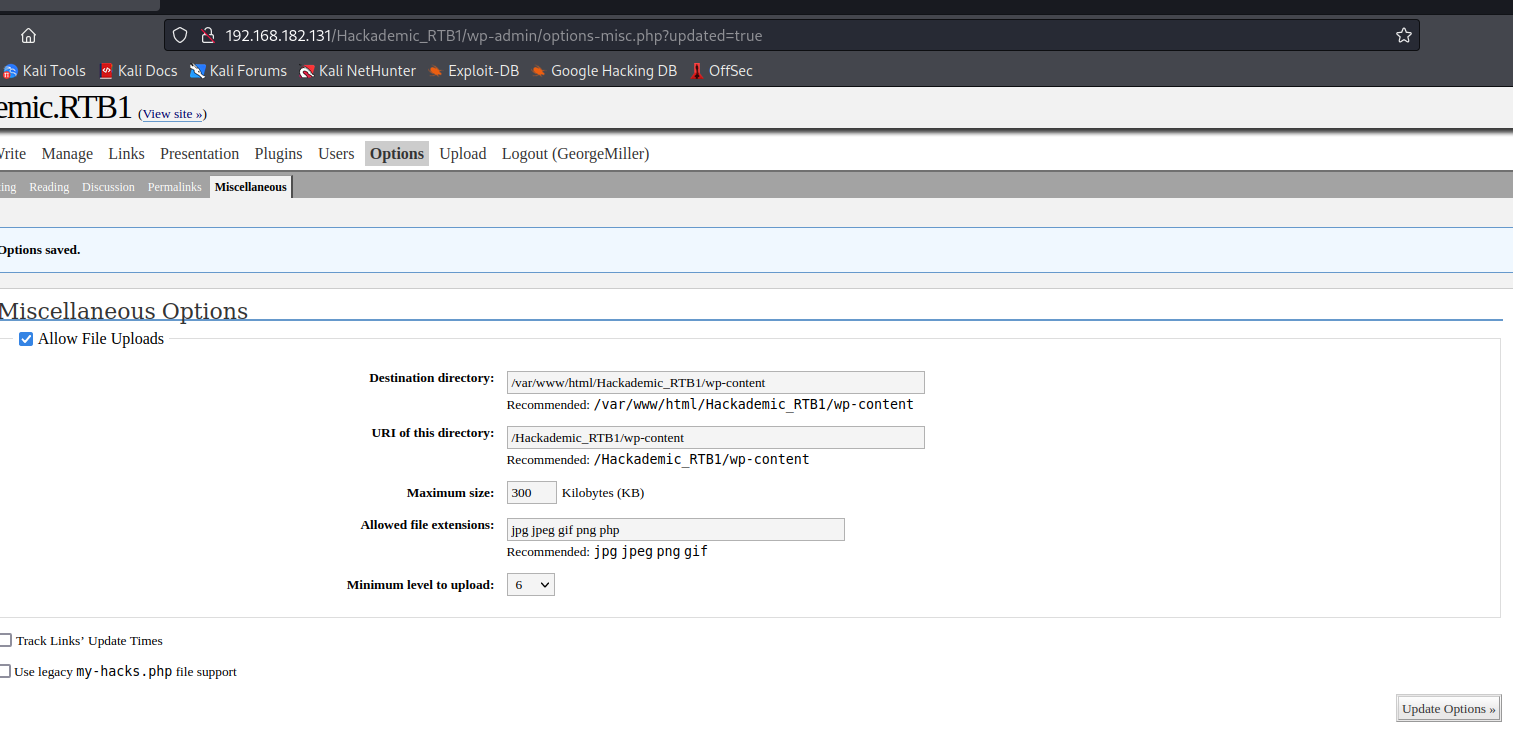 192.168.182.131/Hackademic_RTB1/wp-admin/options-misc.php?updated=true
Kali Tools Kali Docs Kali Forums Kali NetHunter Exploit-DB Google Hacking DB OffSec
emic.RTB1 (View site »)
Write Manage Links Presentation Plugins Users Options Upload Logout (GeorgeMiller)
ing Reading Discussion Permalinks Miscellaneous
Options saved.
Miscellaneous Options
Allow File Uploads
Destination directory: /var/www/html/Hackademic_RTB1/wp-content
Recommended: /var/www/html/Hackademic_RTB1/wp-content
URI of this directory: /Hackademic_RTB1/wp-content
Recommended: /Hackademic_RTB1/wp-content
Maximum size: 300 Kilobytes (KB)
Allowed file extensions: jpg jpeg gif png php
Recommended: jpg jpeg png gif
Minimum level to upload: 6
Track Links’ Update Times
Use legacy my-hacks.php file support
Update Options »